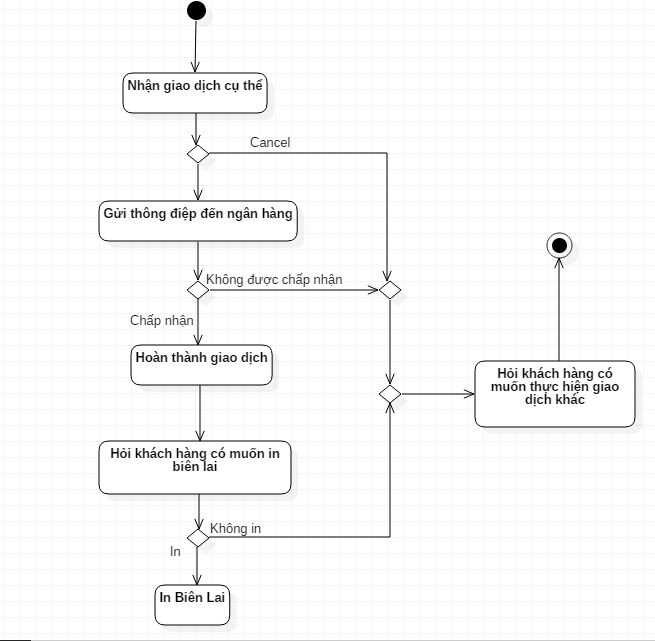 Nhận giao dịch cụ thể
Cancel
Gửi thông điệp đến ngân hàng
Không được chấp nhận
Chấp nhận
Hoàn thành giao dịch
Hỏi khách hàng có
muốn thực hiện giao
dịch khác
Hỏi khách hàng có muốn in
biên lai
Không in
In
In Biên Lai